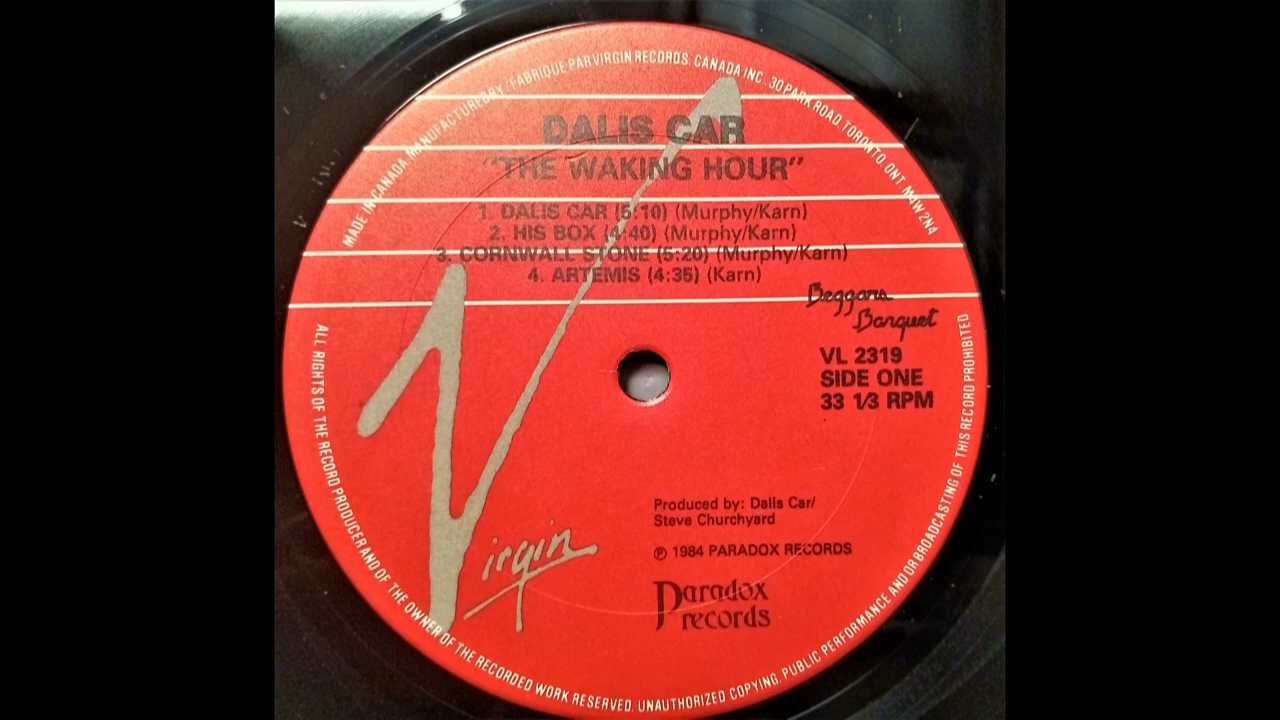 MADE IN CANADA. MANUFACTURED BY / FABRIQUE PAR VIRGIN RECORDS, CANADA INC., 30 PARK ROAD, TORONTO, ONT. M4W 2N4
DALIS CAR
"THE WAKING HOUR"
1. DALIS CAR (5:10) (Murphy/Karn)
2. HIS BOX (4:40) (Murphy/Karn)
3. CORNWALL STONE (5:20) (Murphy/Karn)
4. ARTEMIS (4:35) (Karn)
Beggars
Banquet
VL 2319
SIDE ONE
33 1/3 RPM
Virgin
Produced by: Dalis Car/
Steve Churchyard
℗ 1984 PARADOX RECORDS
Paradox
records
ALL RIGHTS OF THE RECORD PRODUCER AND OF THE OWNER OF THE RECORDED WORK RESERVED. UNAUTHORIZED COPYING, PUBLIC PERFORMANCE AND OR BROADCASTING OF THIS RECORD PROHIBITED